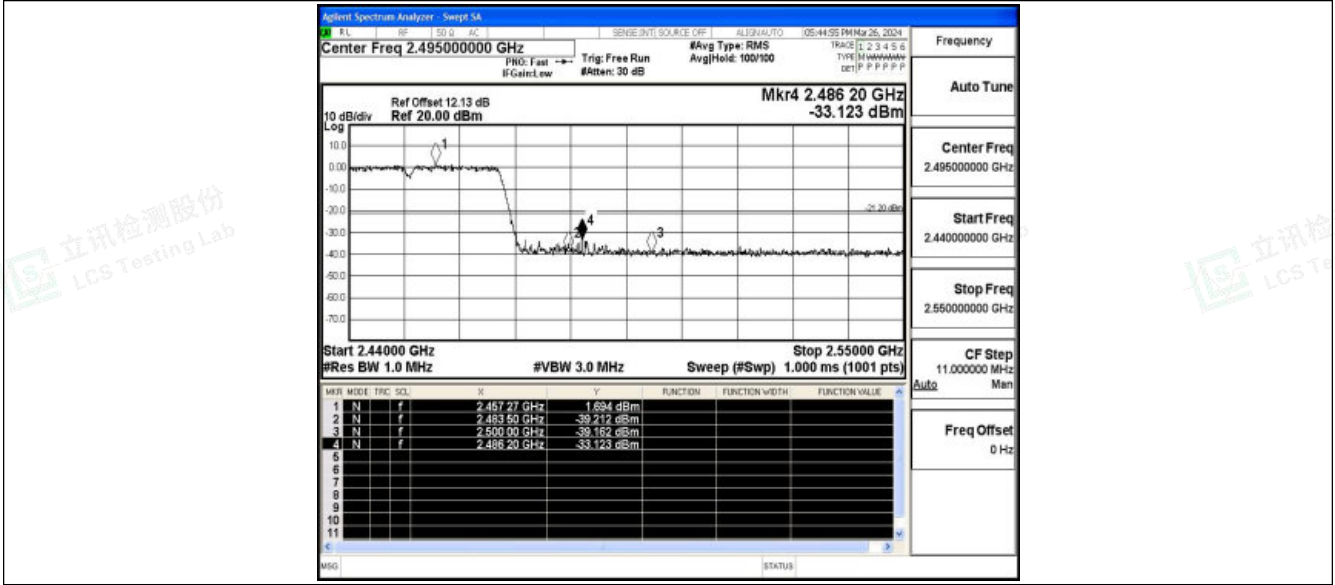 Agilent Spectrum Analyzer - Swept SA
RL RF 50 Ω AC SENSE:INT SOURCE OFF ALIGNAUTO 05:44:55 PM Mar 26, 2024
Center Freq 2.495000000 GHz
PNO: Fast
IFGain:Low
Trig: Free Run
#Atten: 30 dB
#Avg Type: RMS
Avg|Hold: 100/100
TRACE 1 2 3 4 5 6
TYPE M W W W W W
DET P P P P P P
Ref Offset 12.13 dB
10 dB/div Ref 20.00 dBm
Log
Mkr4 2.486 20 GHz
-33.123 dBm
10.0
0.00
-10.0
-20.0
-30.0
-40.0
-50.0
-60.0
-70.0
1
2
4
3
-21.20 dBm
Start 2.44000 GHz Stop 2.55000 GHz
#Res BW 1.0 MHz #VBW 3.0 MHz Sweep (#Swp) 1.000 ms (1001 pts)
MKR MODE TRC SCL X Y FUNCTION FUNCTION WIDTH FUNCTION VALUE
1 N f 2.457 27 GHz 1.694 dBm
2 N f 2.483 50 GHz -39.212 dBm
3 N f 2.500 00 GHz -39.162 dBm
4 N f 2.486 20 GHz -33.123 dBm
5
6
7
8
9
10
11
MSG STATUS
Frequency
Auto Tune
Center Freq
2.495000000 GHz
Start Freq
2.440000000 GHz
Stop Freq
2.550000000 GHz
CF Step
11.000000 MHz
Auto Man
Freq Offset
0 Hz
立讯检测股份
LCS Testing Lab
立讯检
LCS Te